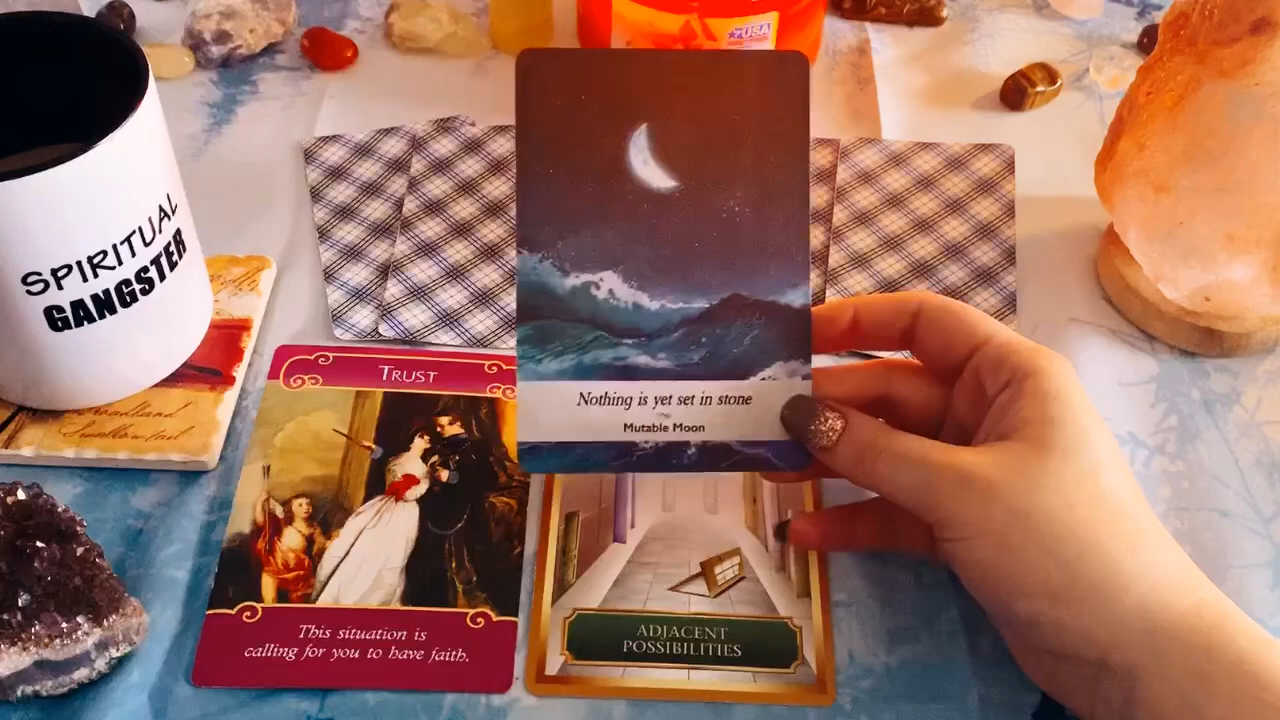 USA
SPIRITUAL
GANGSTER
Nothing is yet set in stone
Mutable Moon
TRUST
This situation is
calling for you to have faith.
ADJACENT
POSSIBILITIES
Swallowtail